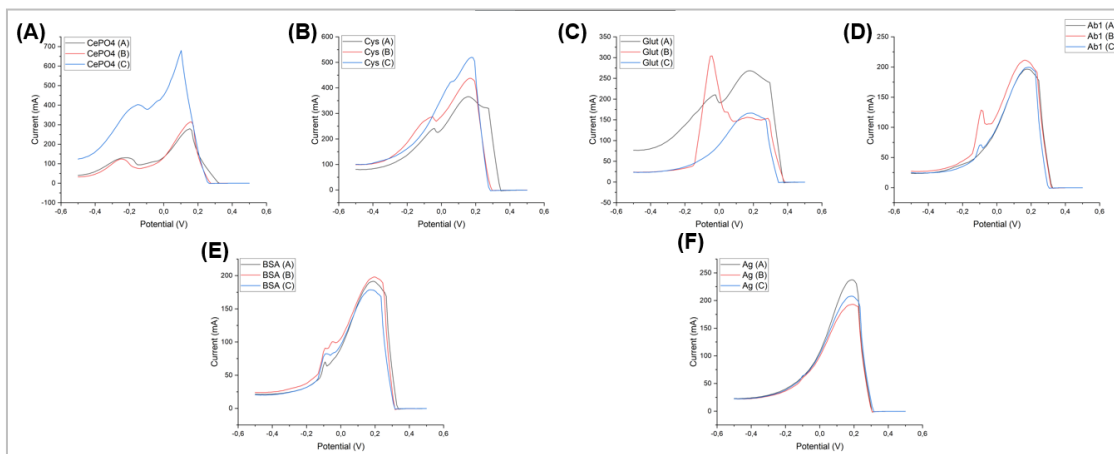 (A)
CePO4 (A)
CePO4 (B)
CePO4 (C)
Current (mA)
700
600
500
400
300
200
100
0
-100
-0,6
-0,4
-0,2
0,0
0,2
0,4
0,6
Potential (V)
(B)
Cys (A)
Cys (B)
Cys (C)
Current (mA)
600
500
400
300
200
100
0
-0,6
-0,4
-0,2
0,0
0,2
0,4
0,6
Potential (V)
(C)
Glut (A)
Glut (B)
Glut (C)
Current (mA)
350
300
250
200
150
100
50
0
-50
-0,6
-0,4
-0,2
0,0
0,2
0,4
0,6
Potential (V)
(D)
Ab1 (A)
Ab1 (B)
Ab1 (C)
Current (mA)
250
200
150
100
50
0
-0,6
-0,4
-0,2
0,0
0,2
0,4
0,6
Potential (V)
(E)
BSA (A)
BSA (B)
BSA (C)
Current (mA)
200
150
100
50
0
-0,6
-0,4
-0,2
0,0
0,2
0,4
0,6
Potential (V)
(F)
Ag (A)
Ag (B)
Ag (C)
Current (mA)
250
200
150
100
50
0
-0,6
-0,4
-0,2
0,0
0,2
0,4
0,6
Potential (V)